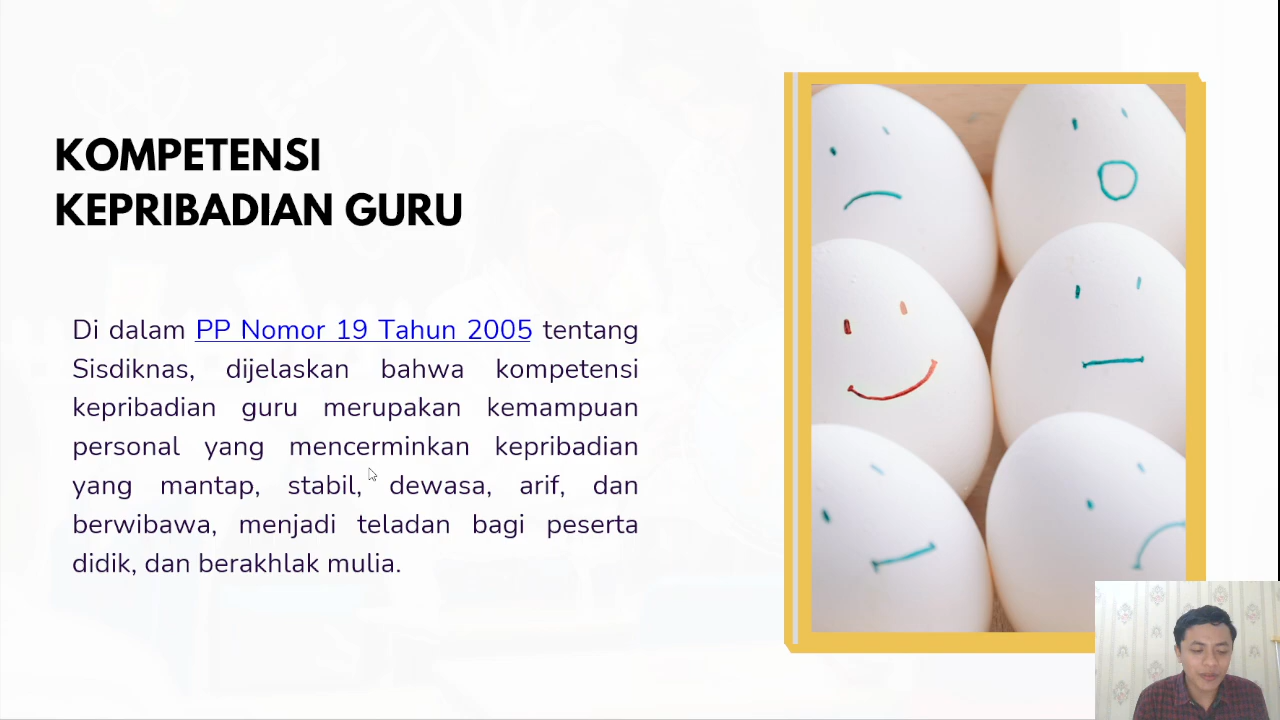 KOMPETENSI
KEPRIBADIAN GURU
Di dalam PP Nomor 19 Tahun 2005 tentang
Sisdiknas, dijelaskan bahwa kompetensi
kepribadian guru merupakan kemampuan
personal yang mencerminkan kepribadian
yang mantap, stabil, dewasa, arif, dan
berwibawa, menjadi teladan bagi peserta
didik, dan berakhlak mulia.